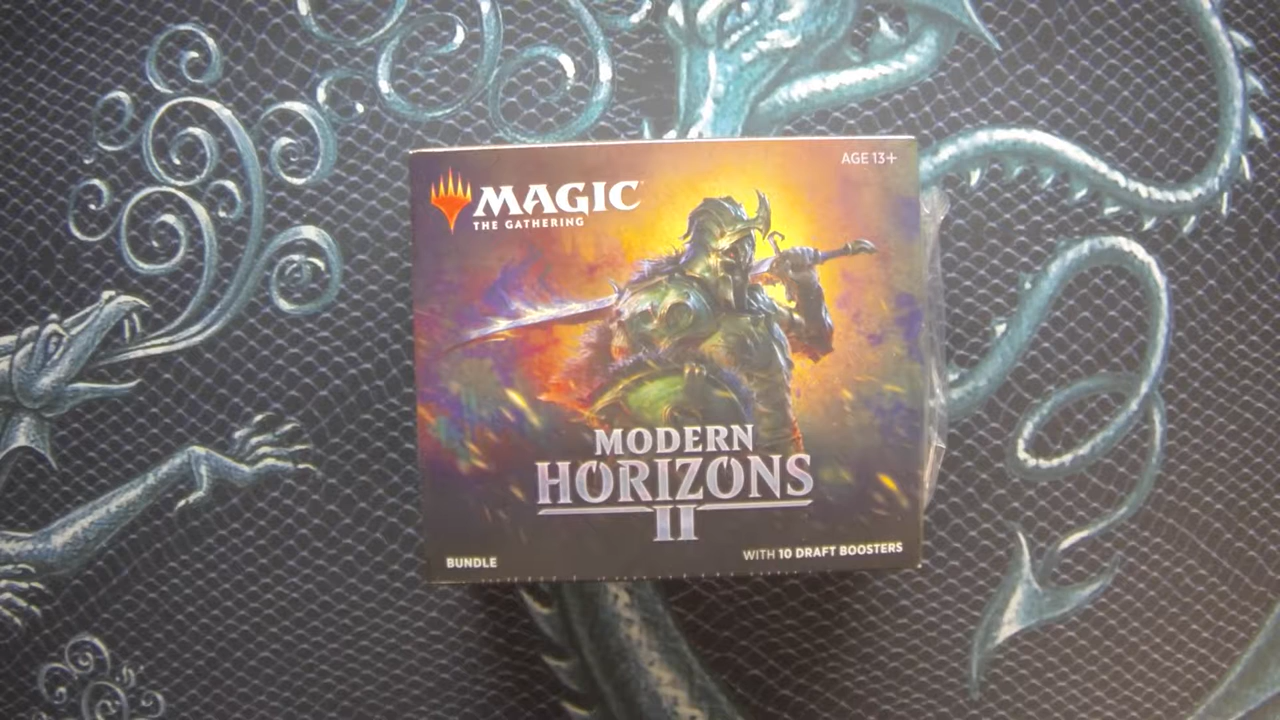 AGE 13+
MAGIC
THE GATHERING
MODERN
HORIZONS
II
BUNDLE
WITH 10 DRAFT BOOSTERS